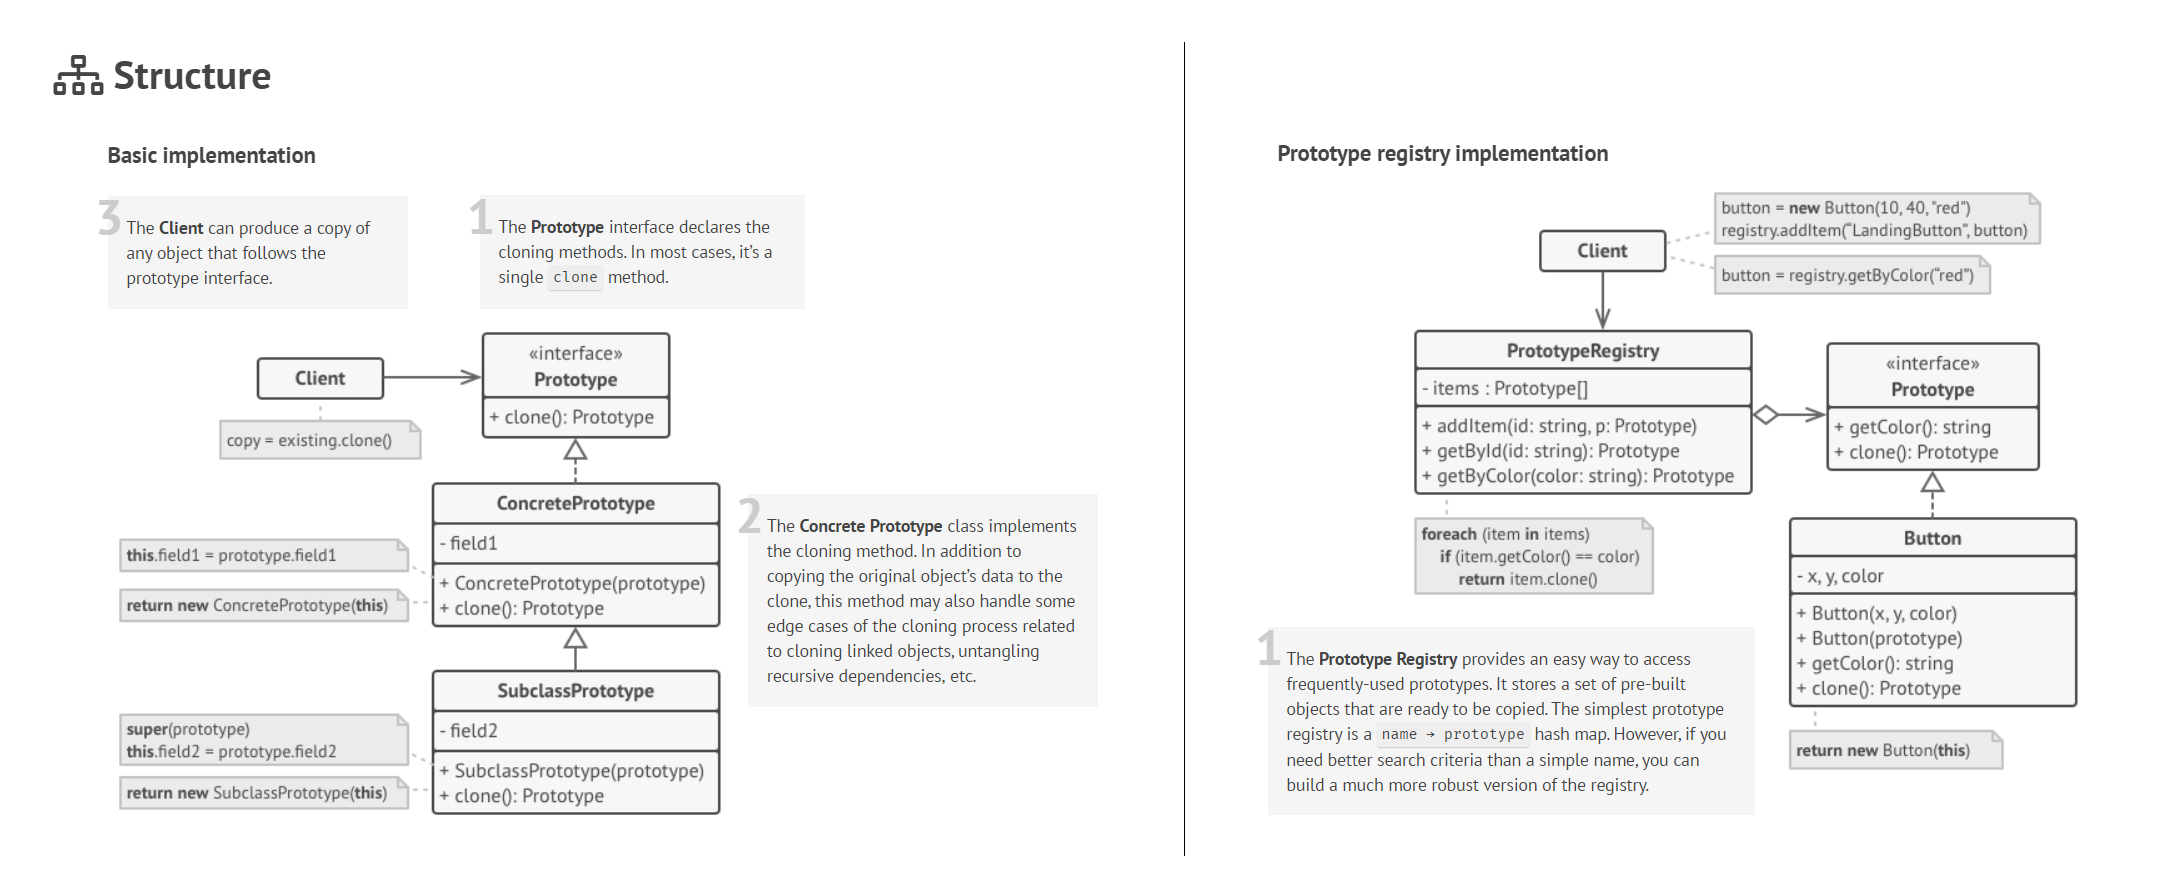 Structure
Basic implementation
3
The Client can produce a copy of
any object that follows the
prototype interface.
1
The Prototype interface declares the
cloning methods. In most cases, it’s a
single clone method.
Client
copy = existing.clone()
«interface»
Prototype
+ clone(): Prototype
ConcretePrototype
- field1
+ ConcretePrototype(prototype)
+ clone(): Prototype
this.field1 = prototype.field1
return new ConcretePrototype(this)
2
The Concrete Prototype class implements
the cloning method. In addition to
copying the original object’s data to the
clone, this method may also handle some
edge cases of the cloning process related
to cloning linked objects, untangling
recursive dependencies, etc.
SubclassPrototype
- field2
+ SubclassPrototype(prototype)
+ clone(): Prototype
super(prototype)
this.field2 = prototype.field2
return new SubclassPrototype(this)
Prototype registry implementation
Client
button = new Button(10, 40, "red")
registry.addItem(“LandingButton”, button)
button = registry.getByColor(“red”)
PrototypeRegistry
- items : Prototype[]
+ addItem(id: string, p: Prototype)
+ getById(id: string): Prototype
+ getByColor(color: string): Prototype
foreach (item in items)
if (item.getColor() == color)
return item.clone()
«interface»
Prototype
+ getColor(): string
+ clone(): Prototype
Button
- x, y, color
+ Button(x, y, color)
+ Button(prototype)
+ getColor(): string
+ clone(): Prototype
return new Button(this)
1
The Prototype Registry provides an easy way to access
frequently-used prototypes. It stores a set of pre-built
objects that are ready to be copied. The simplest prototype
registry is a name → prototype hash map. However, if you
need better search criteria than a simple name, you can
build a much more robust version of the registry.